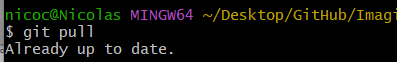 nicoc@Nicolas MINGW64 ~/Desktop/GitHub/Imagi
$ git pull
Already up to date.